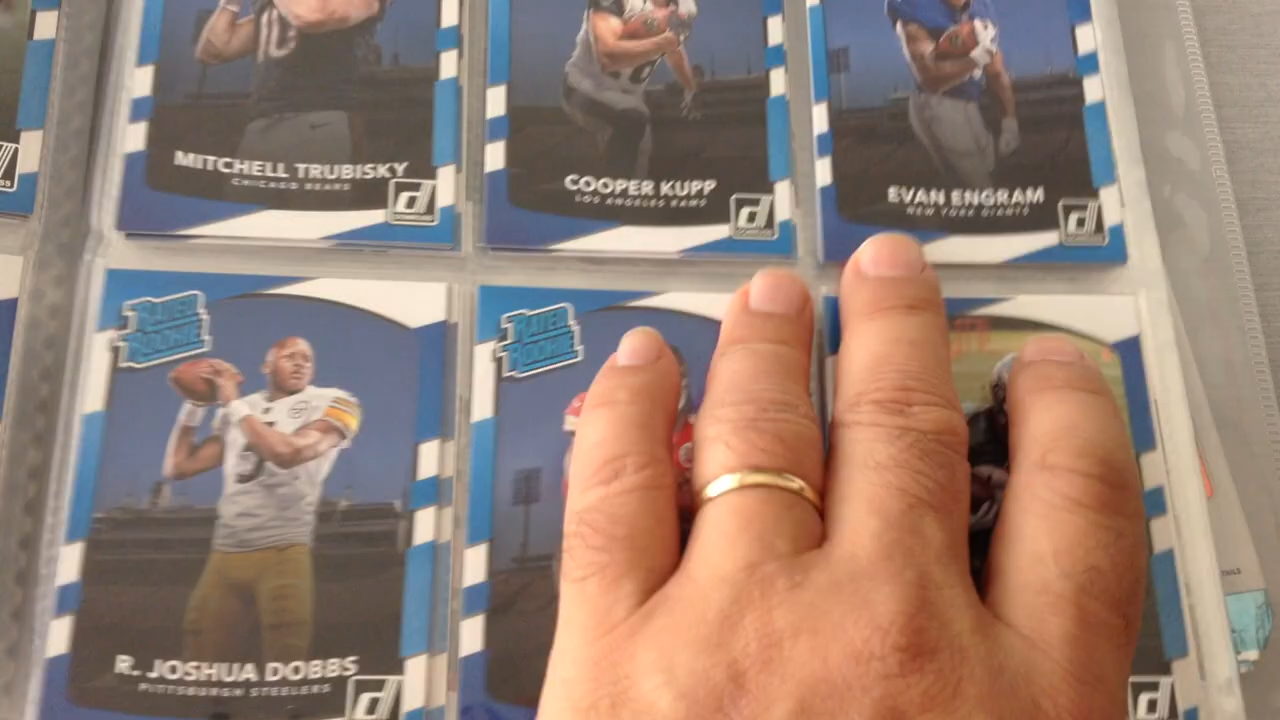 MITCHELL TRUBISKY
CHICAGO BEARS
COOPER KUPP
LOS ANGELES RAMS
EVAN ENGRAM
NEW YORK GIANTS
d
d
d
RATED
ROOKIE
RATED
ROOKIE
R. JOSHUA DOBBS
PITTSBURGH STEELERS
d
d